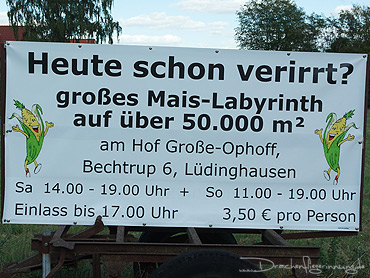 Heute schon verirrt?
großes Mais-Labyrinth
auf über 50.000 m²
am Hof Große-Ophoff,
Bechtrup 6, Lüdinghausen
Sa 14.00 - 19.00 Uhr + So 11.00 - 19.00 Uhr
Einlass bis 17.00 Uhr 3,50 € pro Person
Drachenfliegerinnung.de